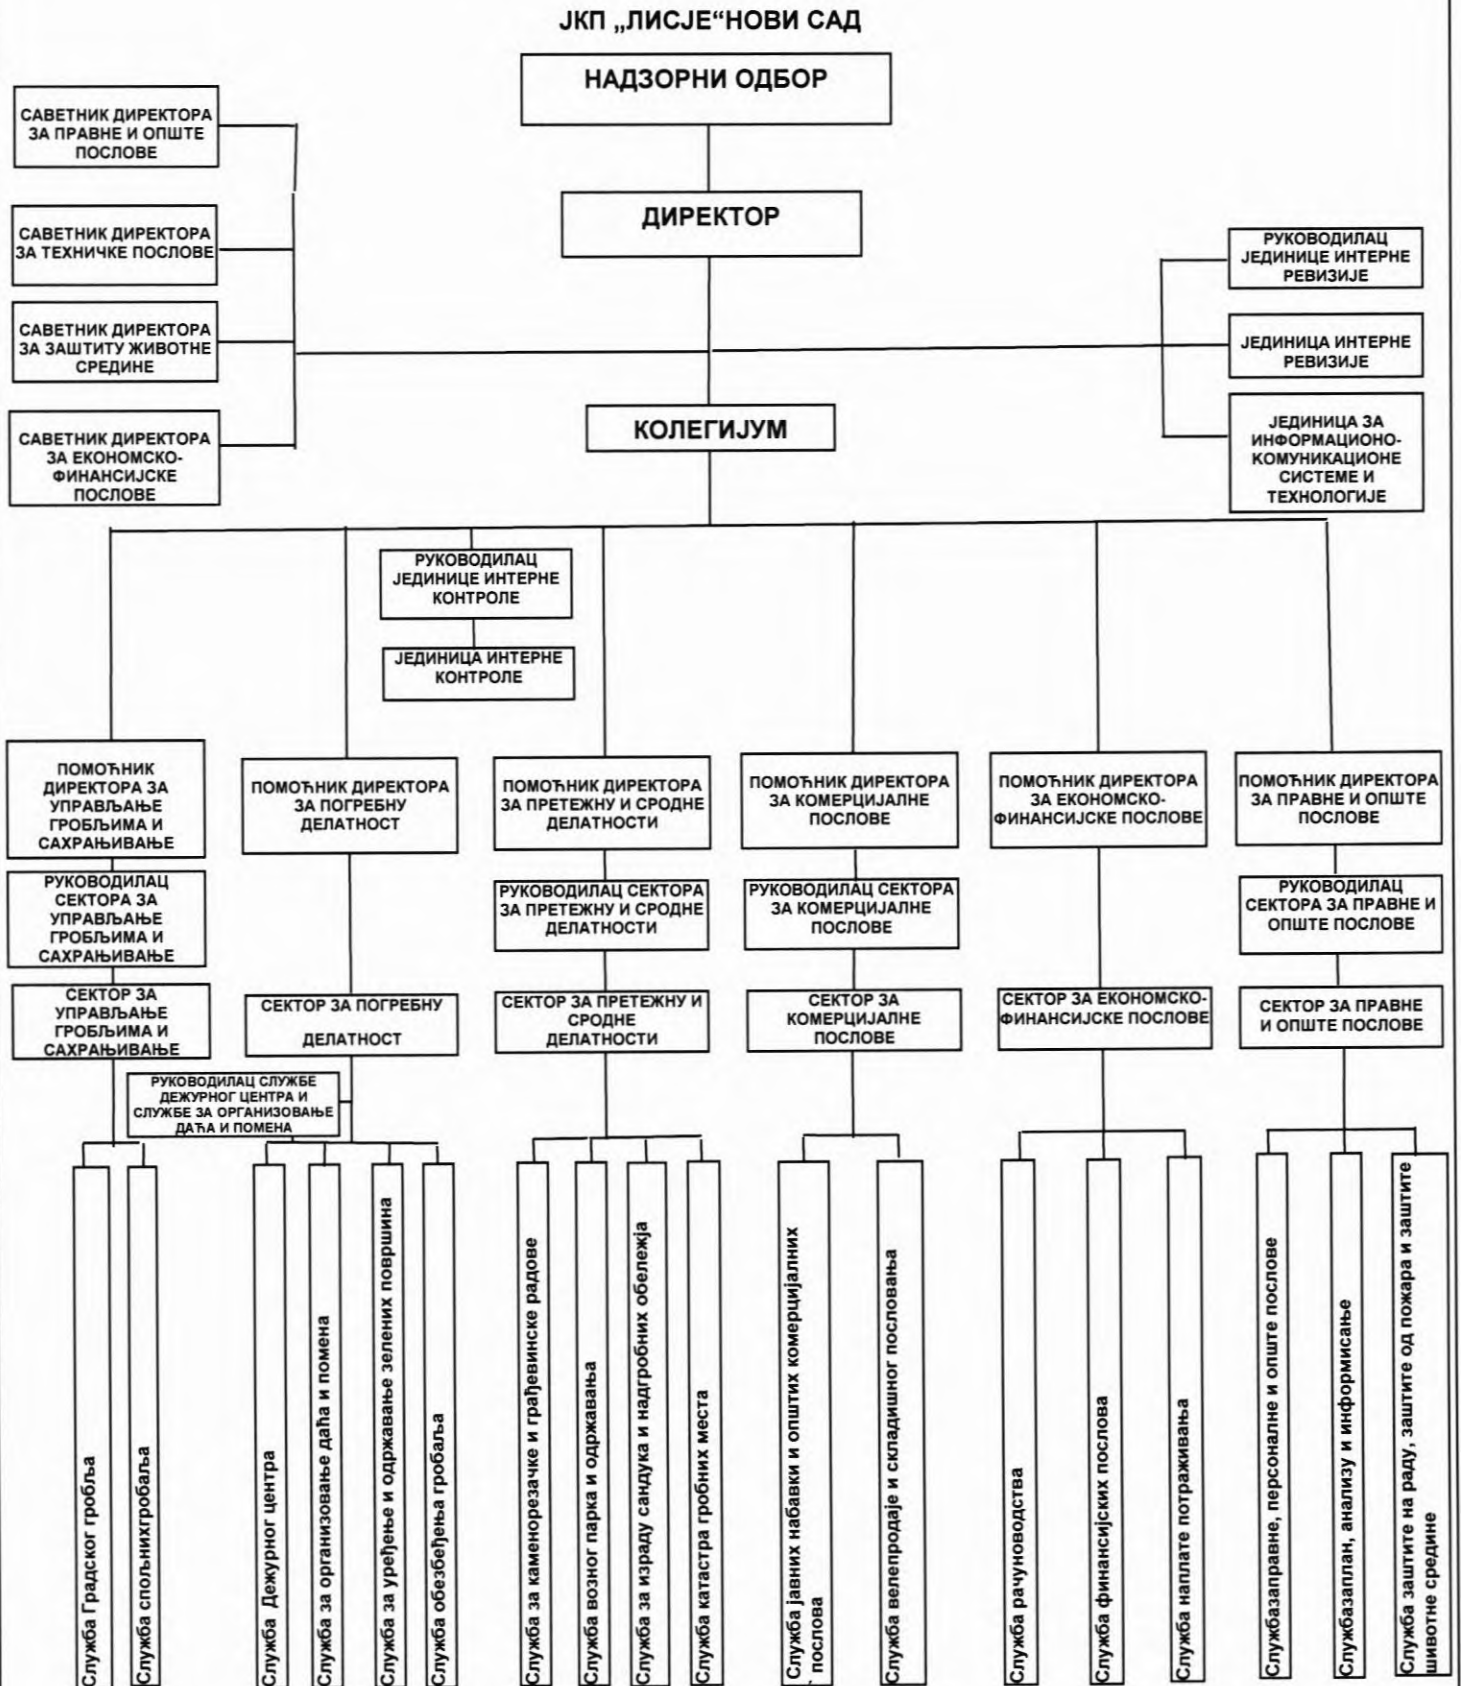 ЈКП „ЛИСЈЕ“НОВИ САД
НАДЗОРНИ ОДБОР
ДИРЕКТОР
САВЕТНИК ДИРЕКТОРА
ЗА ПРАВНЕ И ОПШТЕ
ПОСЛОВЕ
САВЕТНИК ДИРЕКТОРА
ЗА ТЕХНИЧКЕ ПОСЛОВЕ
САВЕТНИК ДИРЕКТОРА
ЗА ЗАШТИТУ ЖИВОТНЕ
СРЕДИНЕ
САВЕТНИК ДИРЕКТОРА
ЗА ЕКОНОМСКО-
ФИНАНСИЈСКЕ
ПОСЛОВЕ
РУКОВОДИЛАЦ
ЈЕДИНИЦЕ ИНТЕРНЕ
РЕВИЗИЈЕ
ЈЕДИНИЦА ИНТЕРНЕ
РЕВИЗИЈЕ
ЈЕДИНИЦА ЗА
ИНФОРМАЦИОНО-
КОМУНИКАЦИОНЕ
СИСТЕМЕ И
ТЕХНОЛОГИЈЕ
КОЛЕГИЈУМ
РУКОВОДИЛАЦ
ЈЕДИНИЦЕ ИНТЕРНЕ
КОНТРОЛЕ
ЈЕДИНИЦА ИНТЕРНЕ
КОНТРОЛЕ
ПОМОЋНИК
ДИРЕКТОРА ЗА
УПРАВЉАЊЕ
ГРОБЉИМА И
САХРАЊИВАЊЕ
ПОМОЋНИК ДИРЕКТОРА
ЗА ПОГРЕБНУ
ДЕЛАТНОСТ
ПОМОЋНИК ДИРЕКТОРА
ЗА ПРЕТЕЖНУ И СРОДНЕ
ДЕЛАТНОСТИ
ПОМОЋНИК ДИРЕКТОРА
ЗА КОМЕРЦИЈАЛНЕ
ПОСЛОВЕ
ПОМОЋНИК ДИРЕКТОРА
ЗА ЕКОНОМСКО-
ФИНАНСИЈСКЕ ПОСЛОВЕ
ПОМОЋНИК ДИРЕКТОРА
ЗА ПРАВНЕ И ОПШТЕ
ПОСЛОВЕ
РУКОВОДИЛАЦ
СЕКТОРА ЗА
УПРАВЉАЊЕ
ГРОБЉИМА И
САХРАЊИВАЊЕ
РУКОВОДИЛАЦ СЕКТОРА
ЗА ПРЕТЕЖНУ И СРОДНЕ
ДЕЛАТНОСТИ
РУКОВОДИЛАЦ СЕКТОРА
ЗА КОМЕРЦИЈАЛНЕ
ПОСЛОВЕ
РУКОВОДИЛАЦ
СЕКТОРА ЗА ПРАВНЕ И
ОПШТЕ ПОСЛОВЕ
СЕКТОР ЗА
УПРАВЉАЊЕ
ГРОБЉИМА И
САХРАЊИВАЊЕ
СЕКТОР ЗА ПОГРЕБНУ
ДЕЛАТНОСТ
СЕКТОР ЗА ПРЕТЕЖНУ И
СРОДНЕ
ДЕЛАТНОСТИ
СЕКТОР ЗА
КОМЕРЦИЈАЛНЕ
ПОСЛОВЕ
СЕКТОР ЗА ЕКОНОМСКО-
ФИНАНСИЈСКЕ ПОСЛОВЕ
СЕКТОР ЗА ПРАВНЕ
И ОПШТЕ ПОСЛОВЕ
РУКОВОДИЛАЦ СЛУЖБЕ
ДЕЖУРНОГ ЦЕНТРА И
СЛУЖБЕ ЗА ОРГАНИЗОВАЊЕ
ДАЋА И ПОМЕНА
Служба Градског гробља
Служба спољнихгробаља
Служба Дежурног центра
Служба за организовање даћа и помена
Служба за уређење и одржавање зелених површина
Служба обезбеђења гробаља
Служба за каменорезачке и грађевинске радове
Служба возног парка и одржавања
Служба за израду сандука и надгробних обележја
Служба катастра гробних места
Служба јавних набавки и општих комерцијалних
послова
Служба велепродаје и складишног пословања
Служба рачуноводства
Служба финансијских послова
Служба наплате потраживања
Службазаправне, персоналне и опште послове
Службазаплан, анализу и информисање
Служба заштите на раду, заштите од пожара и заштите
шивотне средине